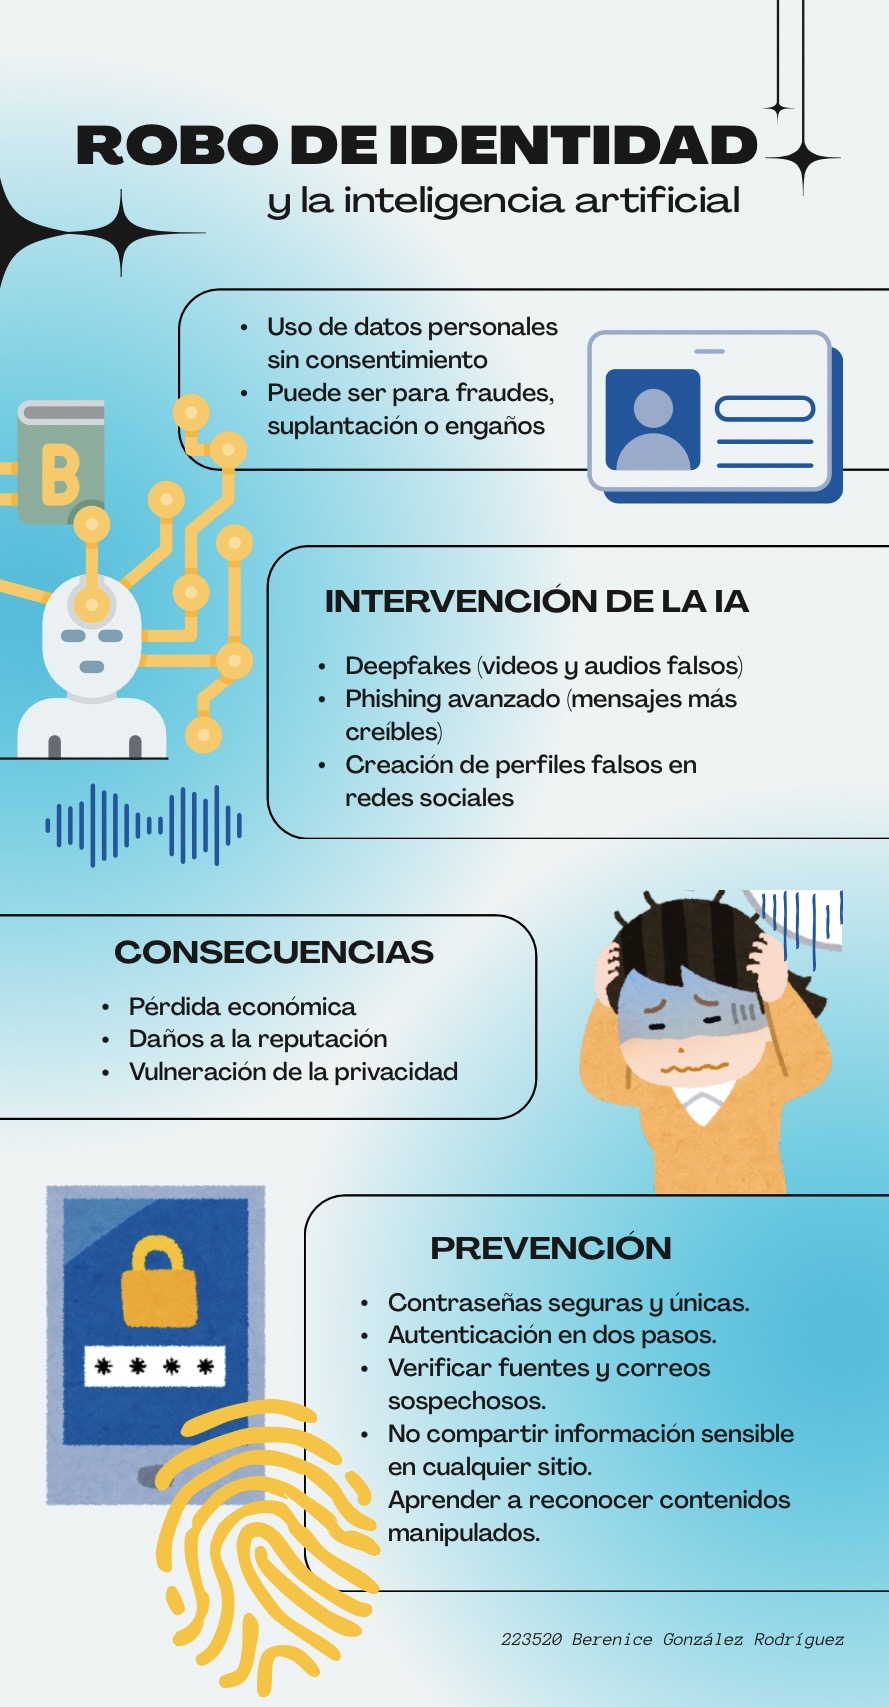 ROBO DE IDENTIDAD
y la inteligencia artificial
• Uso de datos personales
sin consentimiento
• Puede ser para fraudes,
suplantación o engaños
B
INTERVENCIÓN DE LA IA
• Deepfakes (videos y audios falsos)
• Phishing avanzado (mensajes más
creíbles)
• Creación de perfiles falsos en
redes sociales
CONSECUENCIAS
• Pérdida económica
• Daños a la reputación
• Vulneración de la privacidad
PREVENCIÓN
• Contraseñas seguras y únicas.
• Autenticación en dos pasos.
• Verificar fuentes y correos
sospechosos.
• No compartir información sensible
en cualquier sitio.
Aprender a reconocer contenidos
manipulados.
* * * *
223520 Berenice González Rodríguez